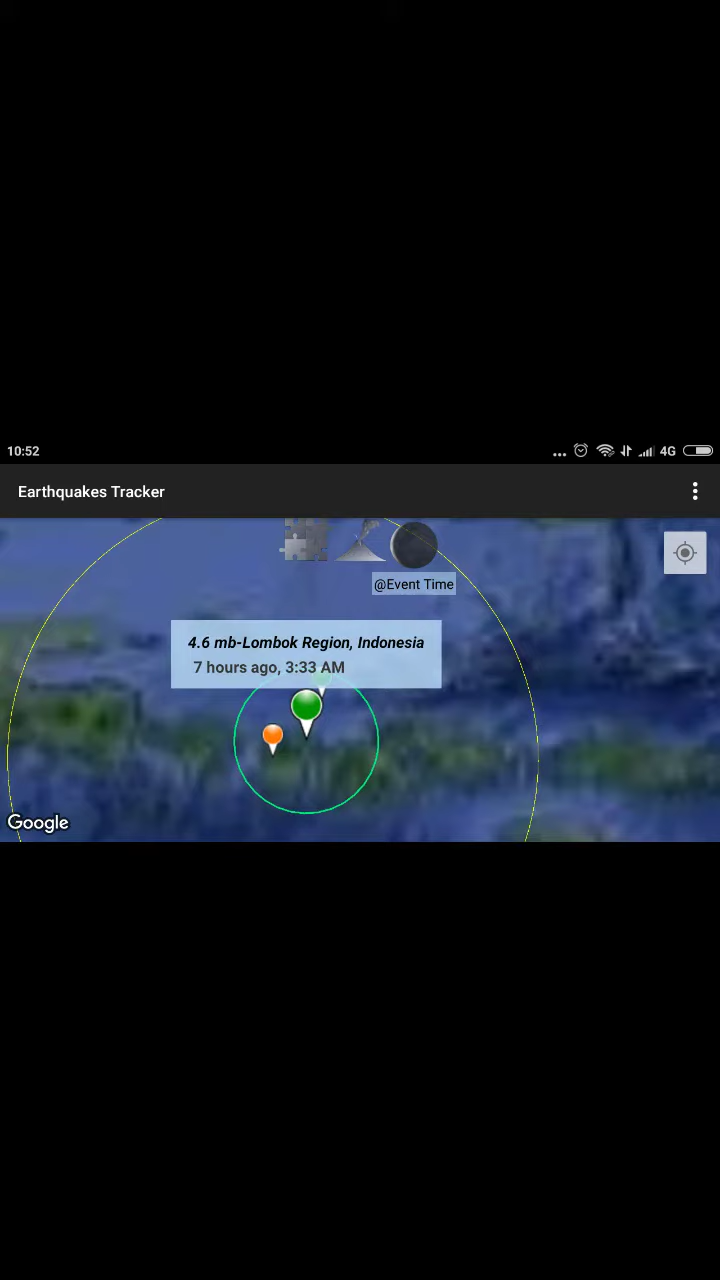 10:52
4G
Earthquakes Tracker
@Event Time
4.6 mb-Lombok Region, Indonesia
7 hours ago, 3:33 AM
Google